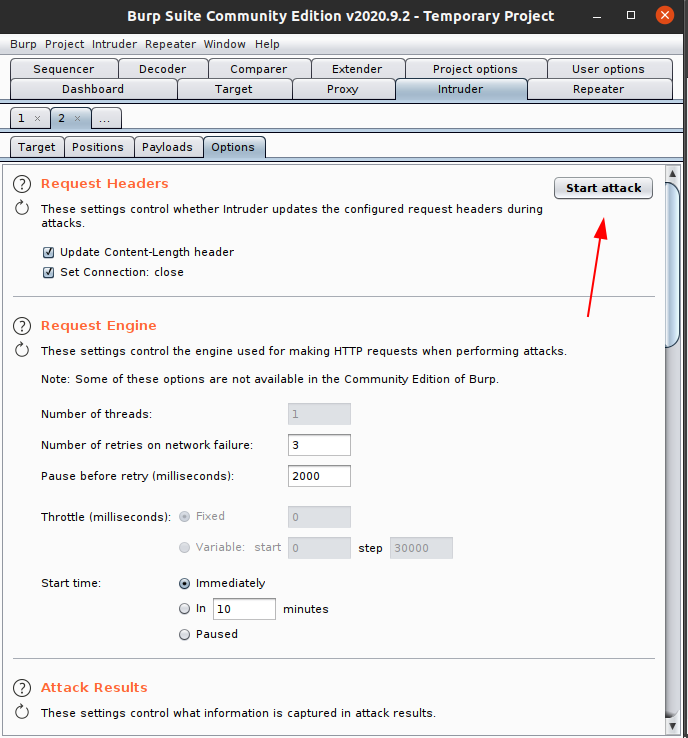 Burp Suite Community Edition v2020.9.2 - Temporary Project
Burp Project Intruder Repeater Window Help
Sequencer Decoder Comparer Extender Project options User options
Dashboard Target Proxy Intruder Repeater
1 × 2 × ...
Target Positions Payloads Options
? Request Headers
Start attack
These settings control whether Intruder updates the configured request headers during
attacks.
Update Content-Length header
Set Connection: close
? Request Engine
These settings control the engine used for making HTTP requests when performing attacks.
Note: Some of these options are not available in the Community Edition of Burp.
Number of threads: 1
Number of retries on network failure: 3
Pause before retry (milliseconds): 2000
Throttle (milliseconds): Fixed 0
Variable: start 0 step 30000
Start time: Immediately
In 10 minutes
Paused
? Attack Results
These settings control what information is captured in attack results.